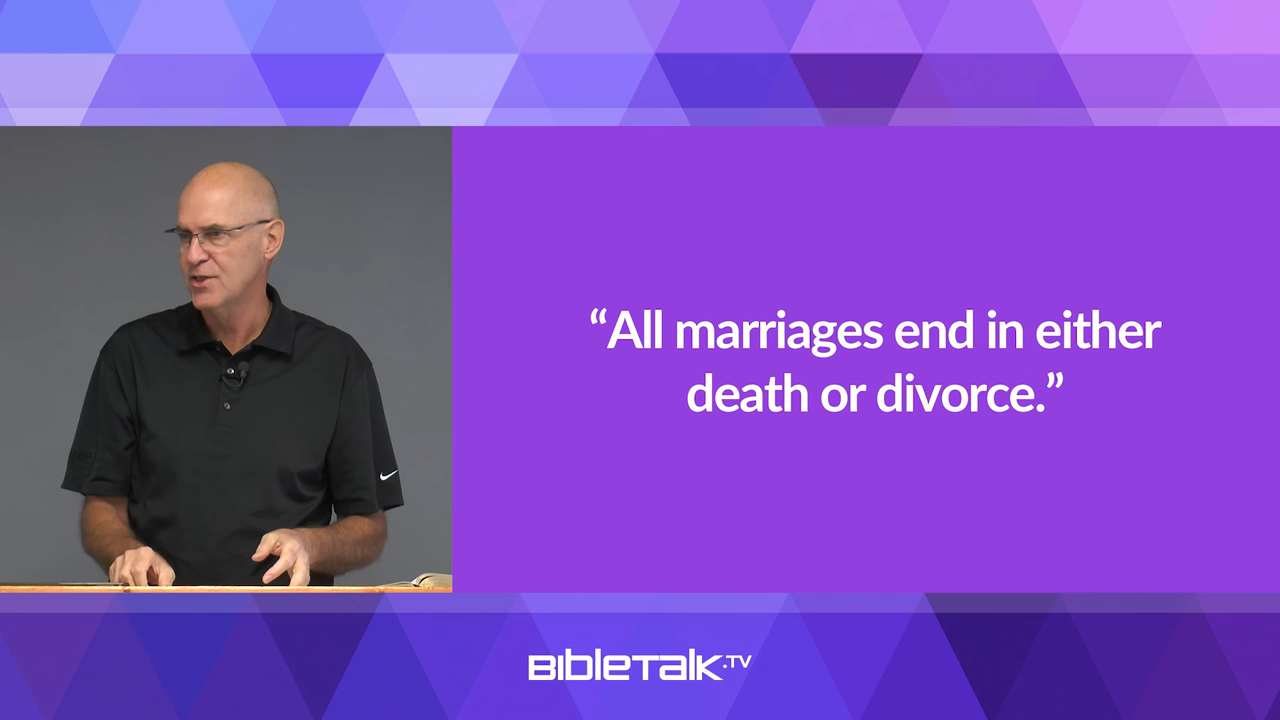 “All marriages end in either
death or divorce.”
BIBLETALK.TV